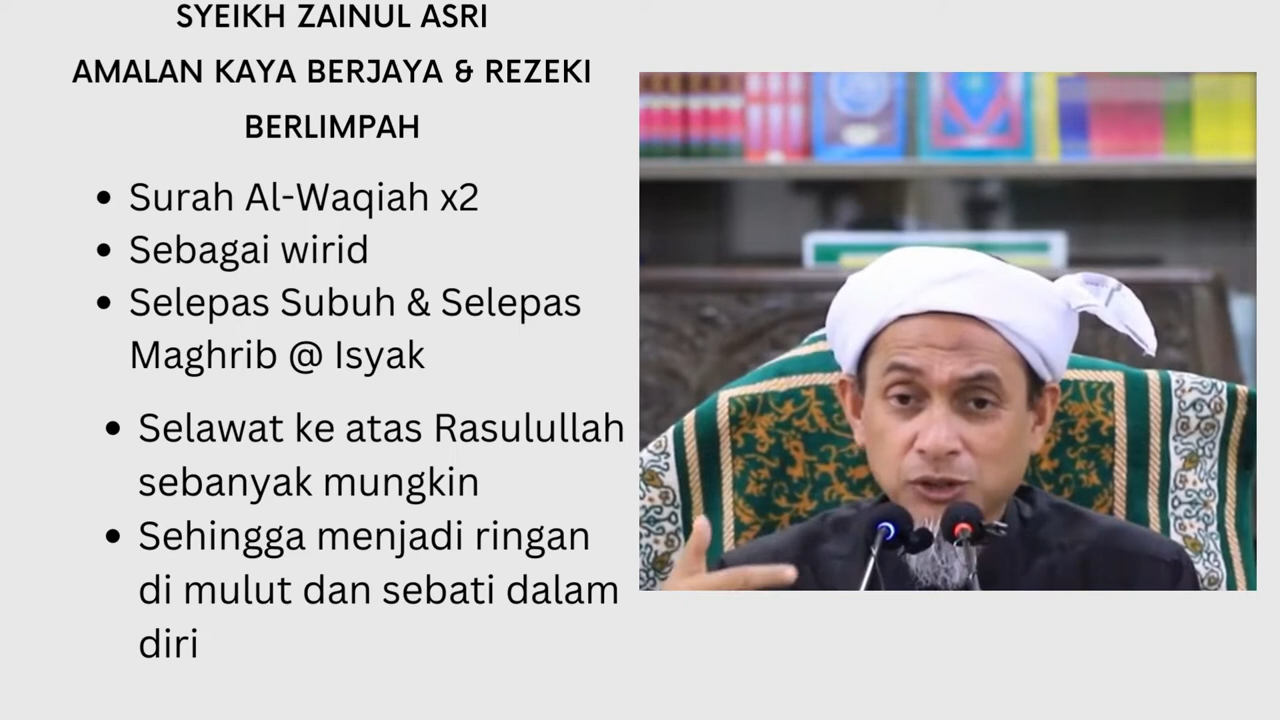 SYEIKH ZAINUL ASRI
AMALAN KAYA BERJAYA & REZEKI
BERLIMPAH
• Surah Al-Waqiah x2
• Sebagai wirid
• Selepas Subuh & Selepas
Maghrib @ Isyak
• Selawat ke atas Rasulullah
sebanyak mungkin
• Sehingga menjadi ringan
di mulut dan sebati dalam
diri